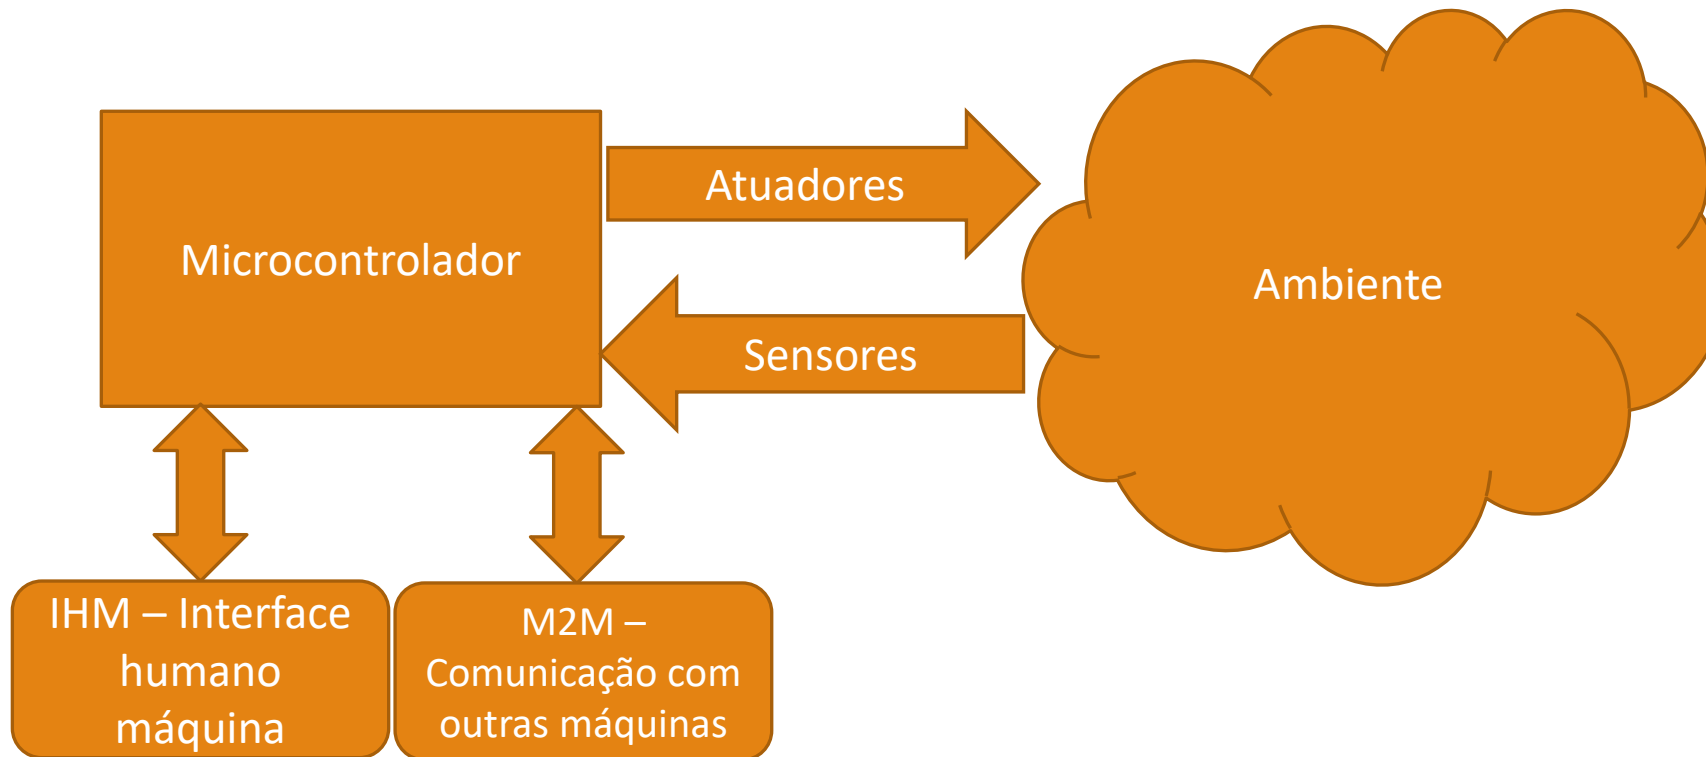 Microcontrolador
Atuadores
Sensores
Ambiente
IHM – Interface
humano
máquina
M2M –
Comunicação com
outras máquinas